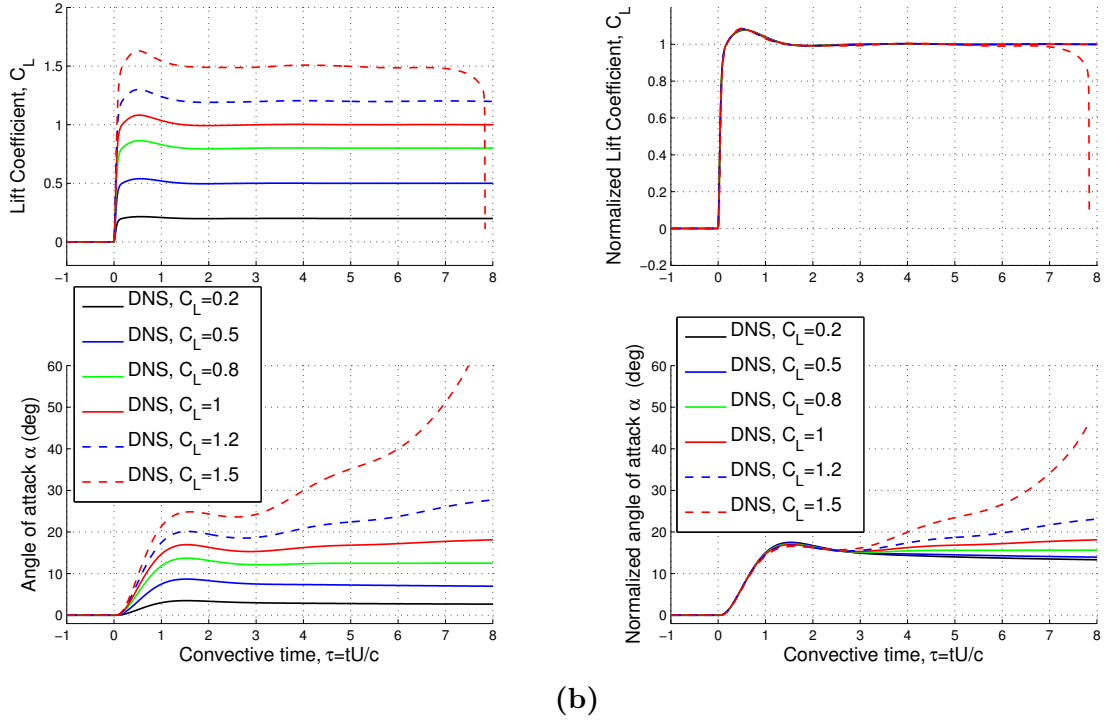 Lift Coefficient, C_L
2
1.5
1
0.5
0
−1 0 1 2 3 4 5 6 7 8
DNS, C_L=0.2
DNS, C_L=0.5
DNS, C_L=0.8
DNS, C_L=1
DNS, C_L=1.2
DNS, C_L=1.5
Angle of attack α (deg)
60
50
40
30
20
10
0
−1 0 1 2 3 4 5 6 7 8
Convective time, τ=tU/c
Normalized Lift Coefficient, C_L
1.2
1
0.8
0.6
0.4
0.2
0
−0.2
−1 0 1 2 3 4 5 6 7 8
DNS, C_L=0.2
DNS, C_L=0.5
DNS, C_L=0.8
DNS, C_L=1
DNS, C_L=1.2
DNS, C_L=1.5
Normalized angle of attack α (deg)
60
50
40
30
20
10
0
−1 0 1 2 3 4 5 6 7 8
Convective time, τ=tU/c
(b)